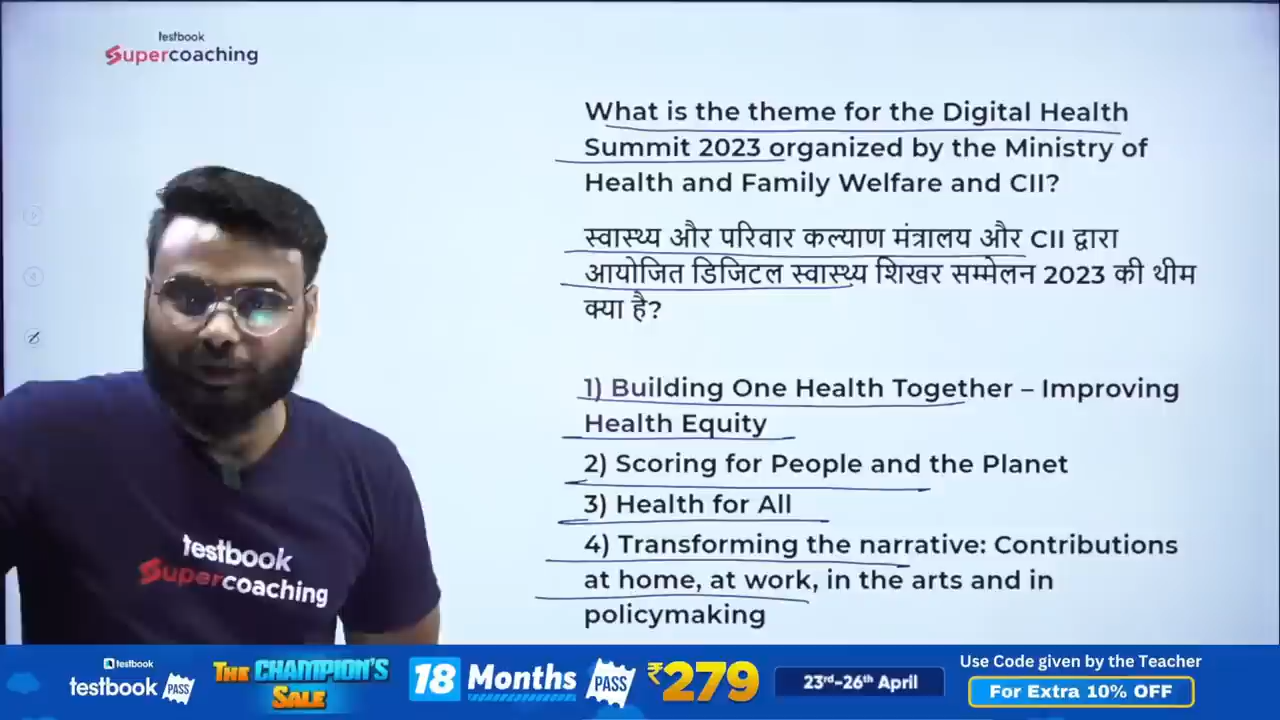 testbook
Supercoaching
What is the theme for the Digital Health
Summit 2023 organized by the Ministry of
Health and Family Welfare and CII?
स्वास्थ्य और परिवार कल्याण मंत्रालय और CII द्वारा
आयोजित डिजिटल स्वास्थ्य शिखर सम्मेलन 2023 की थीम
क्या है?
1) Building One Health Together – Improving
Health Equity
2) Scoring for People and the Planet
3) Health for All
4) Transforming the narrative: Contributions
at home, at work, in the arts and in
policymaking
testbook
Supercoaching
testbook
testbook PASS
THE CHAMPION'S
SALE
18 Months PASS ₹279
23rd-26th April
Use Code given by the Teacher
For Extra 10% OFF